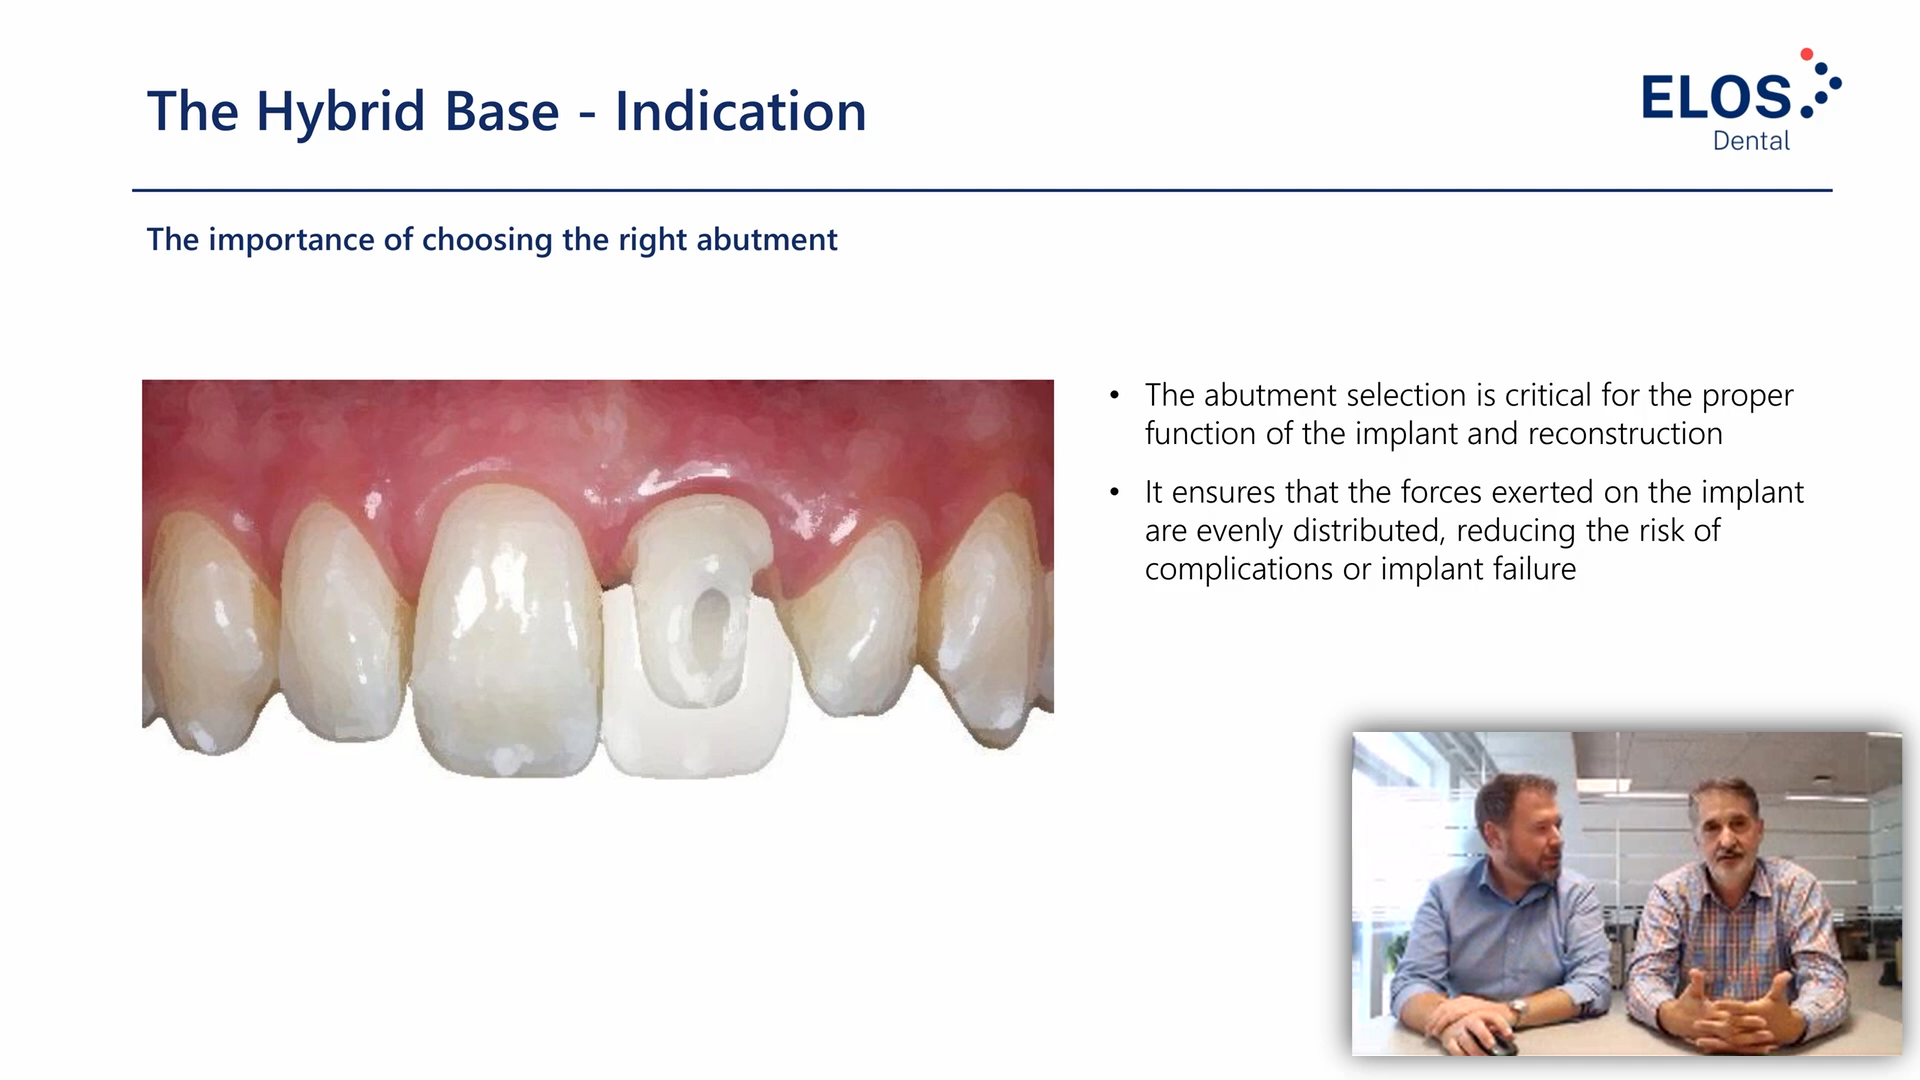 The Hybrid Base - Indication
ELOS
Dental
The importance of choosing the right abutment
• The abutment selection is critical for the proper
function of the implant and reconstruction
• It ensures that the forces exerted on the implant
are evenly distributed, reducing the risk of
complications or implant failure